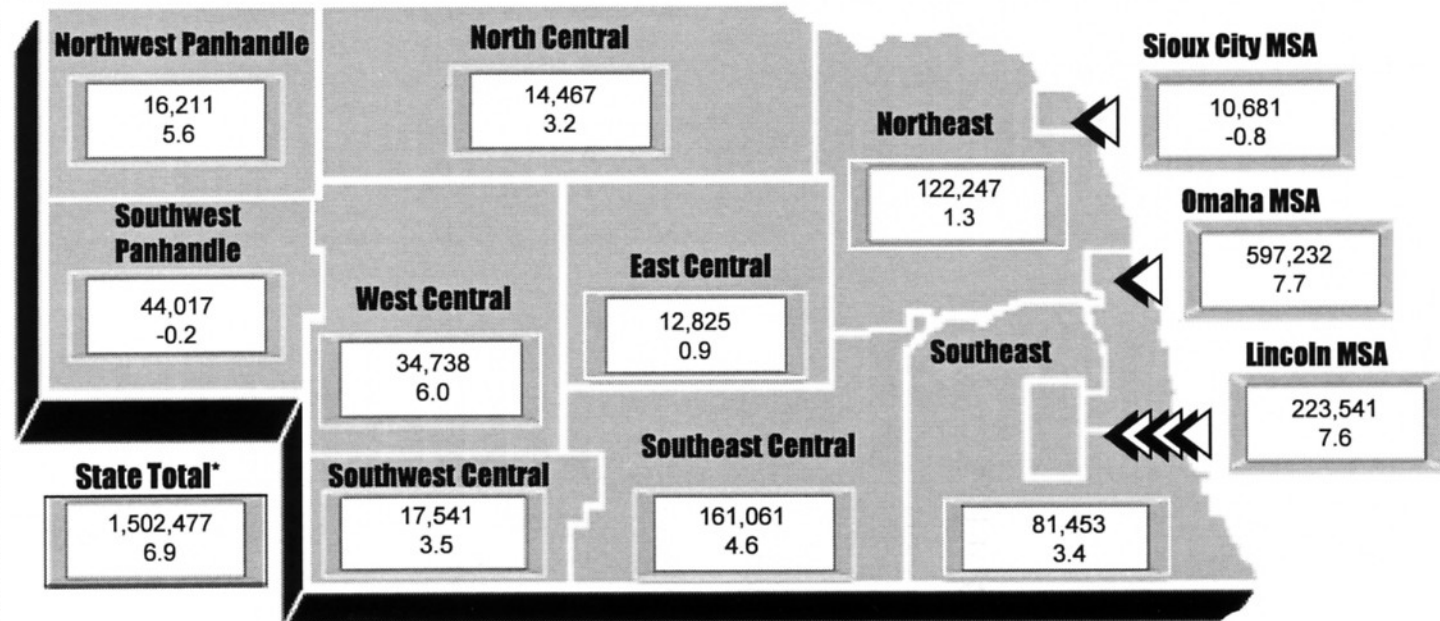 Northwest Panhandle
16,211
5.6
North Central
14,467
3.2
Sioux City MSA
10,681
-0.8
Northeast
122,247
1.3
Omaha MSA
597,232
7.7
Southwest
Panhandle
44,017
-0.2
West Central
34,738
6.0
East Central
12,825
0.9
Southeast
81,453
3.4
Lincoln MSA
223,541
7.6
State Total*
1,502,477
6.9
Southwest Central
17,541
3.5
Southeast Central
161,061
4.6